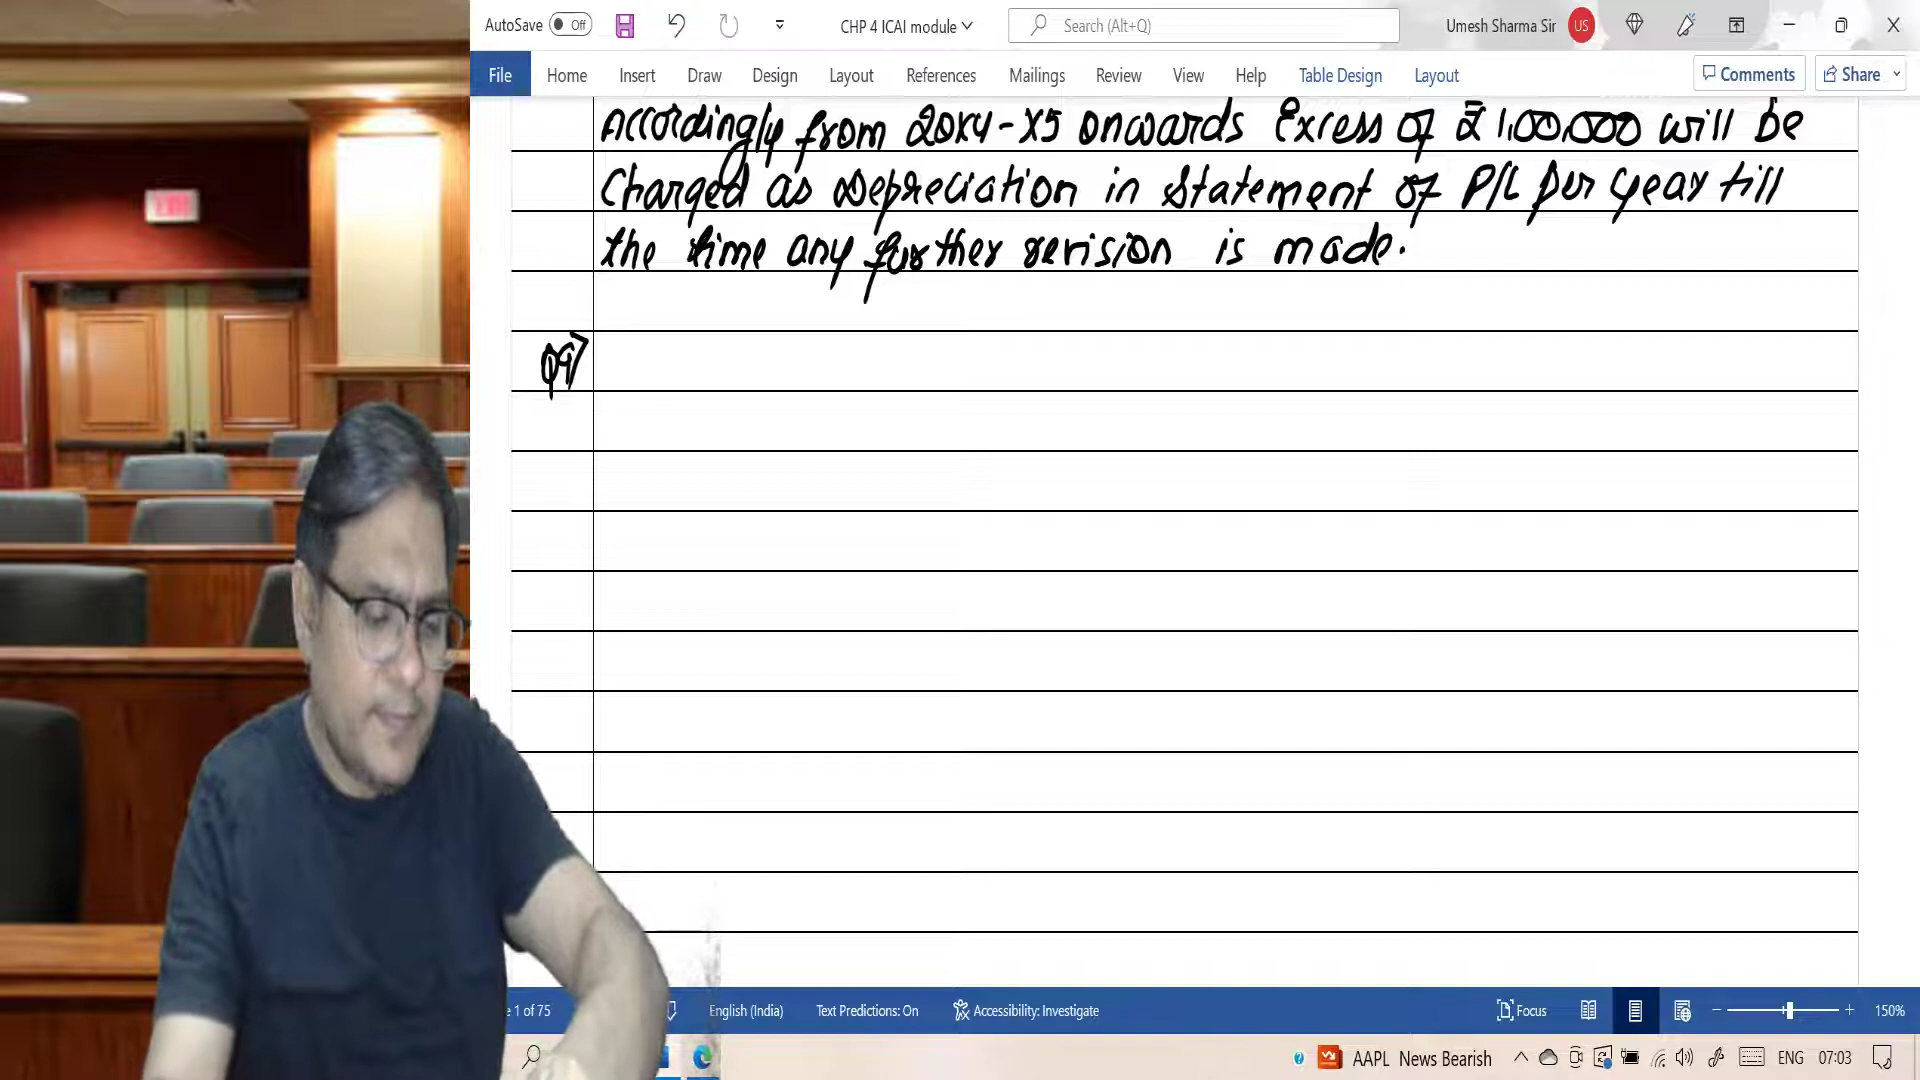 AutoSave Off CHP 4 ICAI module Search (Alt+Q) Umesh Sharma Sir US
File Home Insert Draw Design Layout References Mailings Review View Help Table Design Layout Comments Share
Accordingly from 20X4-X5 onwards Excess of ₹ 1,00,000 will be
Charged as Depreciation in Statement of P/L per year till
the time any further revision is made.
Q9
1 of 75 English (India) Text Predictions: On Accessibility: Investigate Focus 150%
AAPL News Bearish ENG 07:03